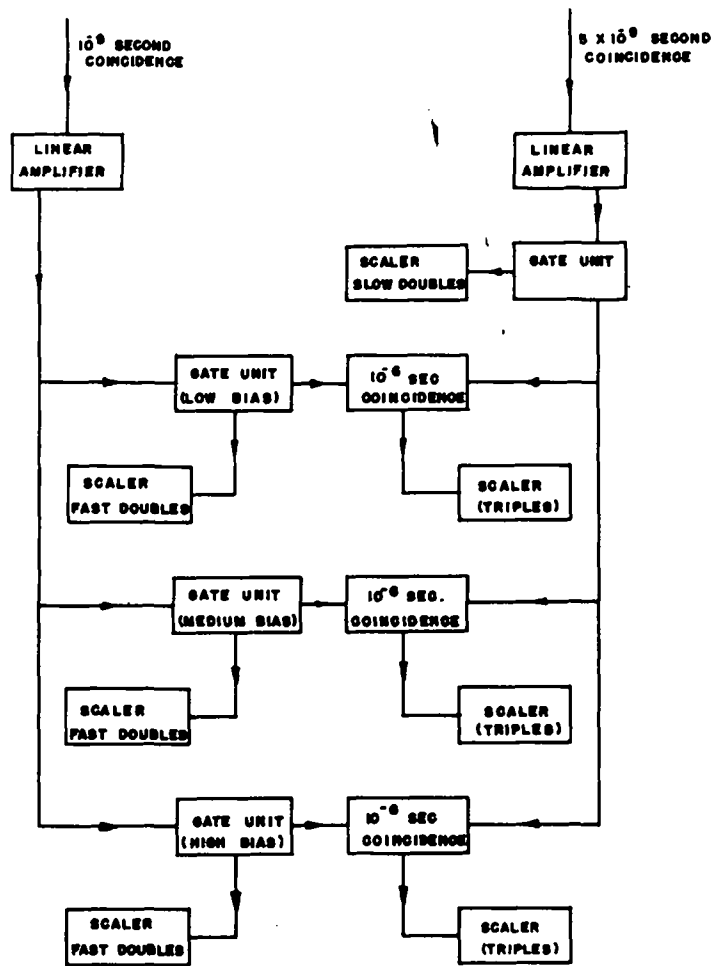 10⁻⁹ SECOND
COINCIDENCE
5 X 10⁻⁹ SECOND
COINCIDENCE
LINEAR
AMPLIFIER
LINEAR
AMPLIFIER
SCALER
SLOW DOUBLES
GATE UNIT
GATE UNIT
(LOW BIAS)
10⁻⁶ SEC
COINCIDENCE
SCALER
FAST DOUBLES
SCALER
(TRIPLES)
GATE UNIT
(MEDIUM BIAS)
10⁻⁶ SEC.
COINCIDENCE
SCALER
FAST DOUBLES
SCALER
(TRIPLES)
GATE UNIT
(HIGH BIAS)
10⁻⁶ SEC
COINCIDENCE
SCALER
FAST DOUBLES
SCALER
(TRIPLES)